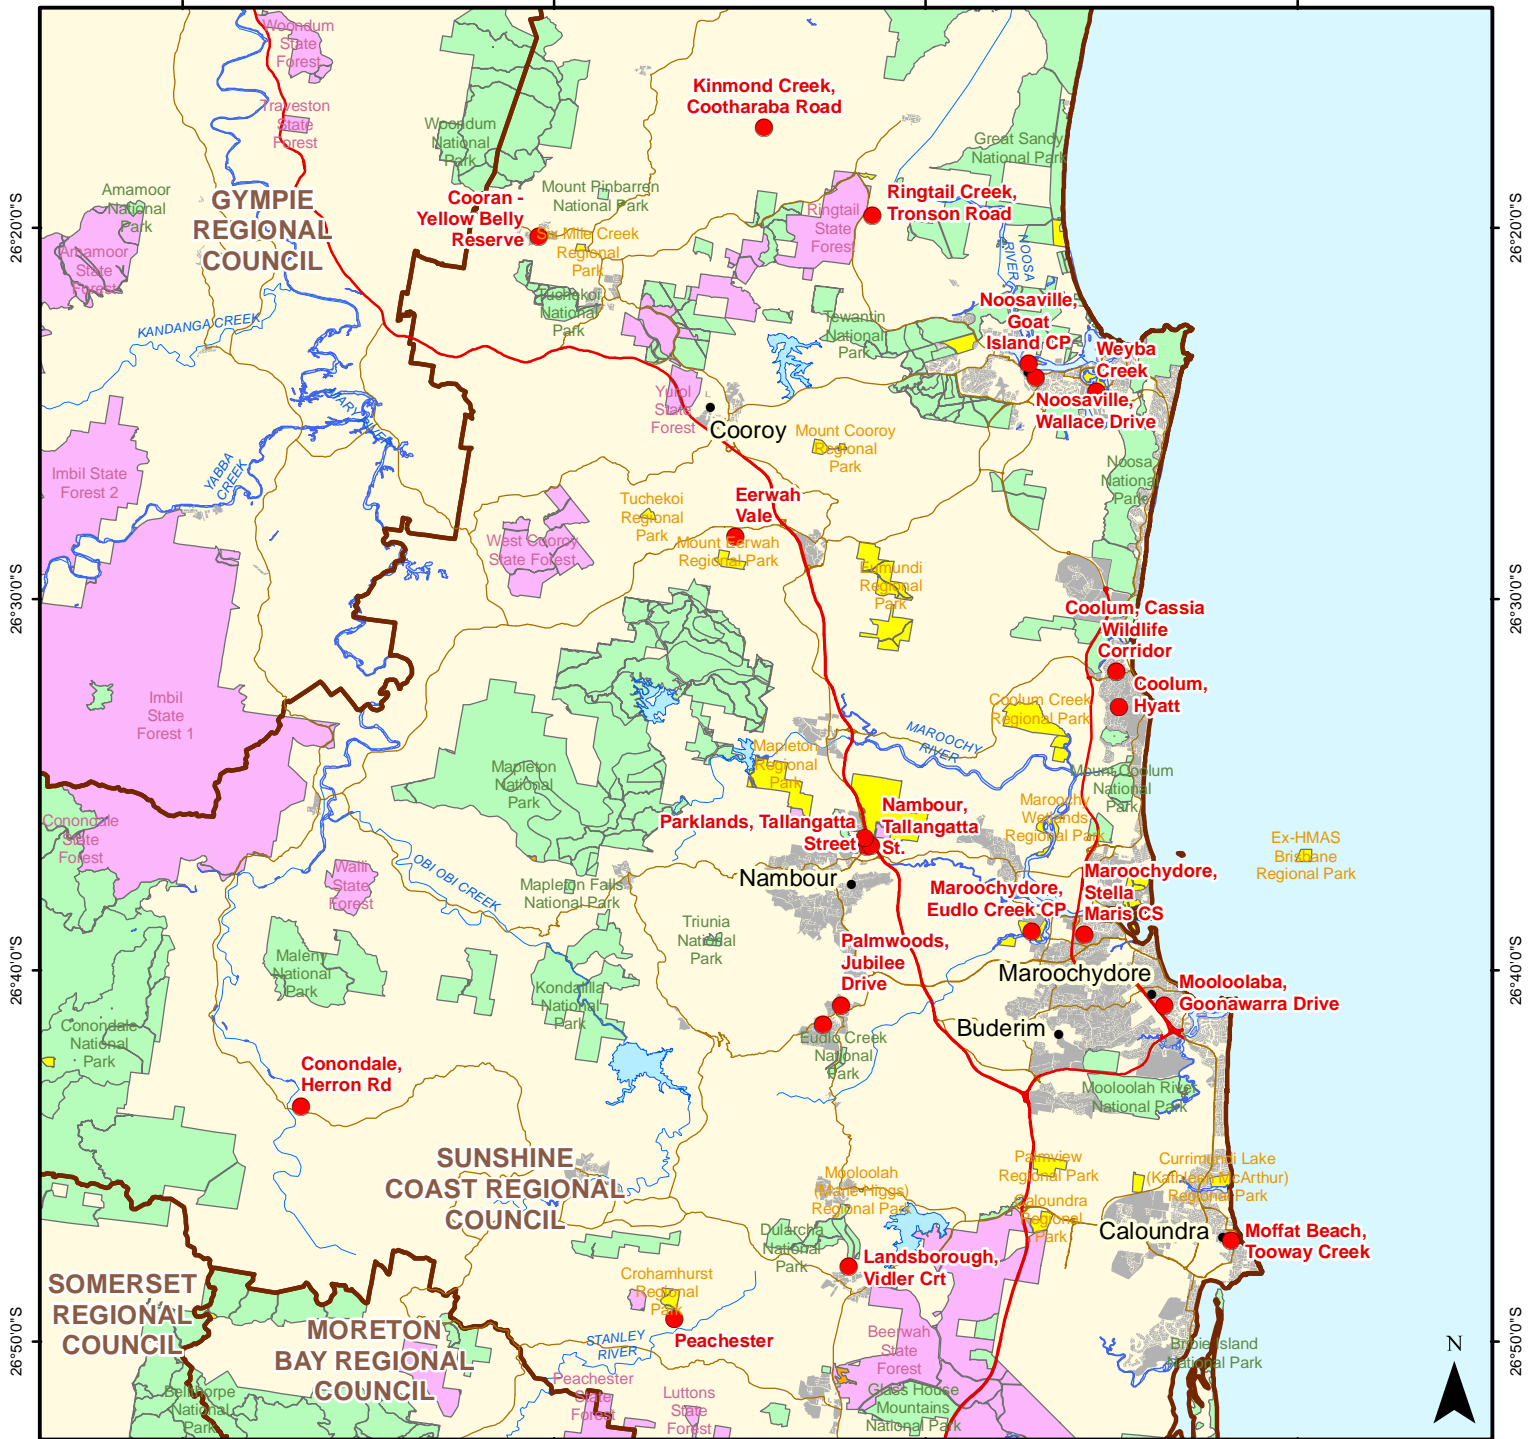 Woondum
State
Forest
Kinmond Creek,
Cootharaba Road
Traveston
State
Forest
Woondum
National
Park
Great Sandy
National Park
Amamoor
National
Park
GYMPIE
REGIONAL
COUNCIL
Cooran -
Yellow Belly
Reserve
Mount Pinbarren
National Park
Six Mile Creek
Regional
Park
Ringtail
State
Forest
Ringtail Creek,
Tronson Road
26°20'0"S
26°20'0"S
Amamoor
State
Forest
NOOSA
RIVER
Tuchekoi
National
Park
KANDANGA CREEK
Tewantin
National
Park
Noosaville,
Goat
Island CP
Weyba
Creek
Noosaville,
Wallace Drive
MARY RIVER
Yurol
State
Forest
Cooroy
Mount Cooroy
Regional
Park
Imbil State
Forest 2
YABBA
CREEK
Noosa
National
Park
Tuchekoi
Regional
Park
Eerwah
Vale
West Cooroy
State Forest
Mount Eerwah
Regional Park
Eumundi
Regional
Park
26°30'0"S
26°30'0"S
Coolum, Cassia
Wildlife
Corridor
Coolum,
Hyatt
Imbil
State
Forest 1
Coolum Creek
Regional Park
MAROOCHY
RIVER
Mapleton
National
Park
Mapleton
Regional
Park
Mount Coolum
National
Park
Maroochy
Wetlands
Regional Park
Conondale
State
Forest
Parklands, Tallangatta
Street
Nambour,
Tallangatta
St.
Ex-HMAS
Brisbane
Regional Park
Walli
State
Forest
OBI OBI CREEK
Mapleton Falls
National Park
Nambour
Maroochydore,
Eudlo Creek CP
Maroochydore,
Stella
Maris CS
Triunia
National
Park
Maleny
National
Park
Palmwoods,
Jubilee
Drive
26°40'0"S
26°40'0"S
Maroochydore
Kondalilla
National
Park
Mooloolaba,
Goonawarra Drive
Conondale
National
Park
Buderim
Eudlo Creek
National
Park
Conondale,
Herron Rd
Mooloolah River
National Park
SUNSHINE
COAST REGIONAL
COUNCIL
Mooloolah
(Marie Higgs)
Regional Park
Palmview
Regional Park
Currimundi Lake
(Kathleen McArthur)
Regional Park
Caloundra
Regional
Park
Dularcha
National
Park
Caloundra
Moffat Beach,
Tooway Creek
Landsborough,
Vidler Crt
SOMERSET
REGIONAL
COUNCIL
Crohamhurst
Regional
Park
Peachester
MORETON
BAY REGIONAL
COUNCIL
STANLEY
RIVER
Beerwah
State
Forest
26°50'0"S
26°50'0"S
Bribie Island
National Park
N
Bellthorpe
National
Park
Peachester
State
Forest
Luttons
State
Forest
Glass House
Mountains
National Park